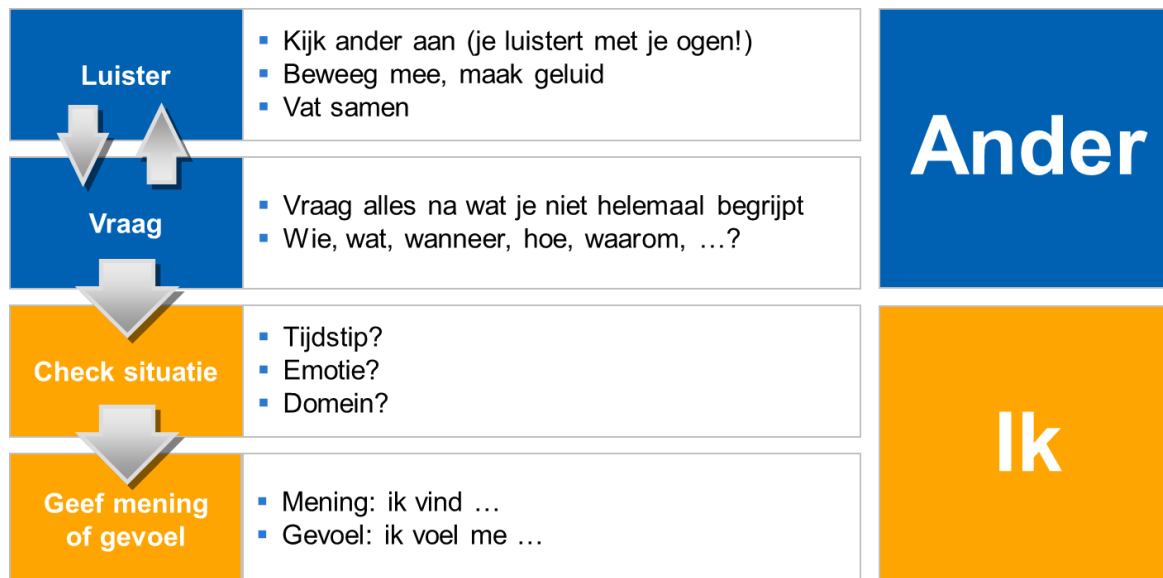 Luister
▪ Kijk ander aan (je luistert met je ogen!)
▪ Beweeg mee, maak geluid
▪ Vat samen
Vraag
▪ Vraag alles na wat je niet helemaal begrijpt
▪ Wie, wat, wanneer, hoe, waarom, …?
Ander
Check situatie
▪ Tijdstip?
▪ Emotie?
▪ Domein?
Geef mening
of gevoel
▪ Mening: ik vind …
▪ Gevoel: ik voel me …
Ik